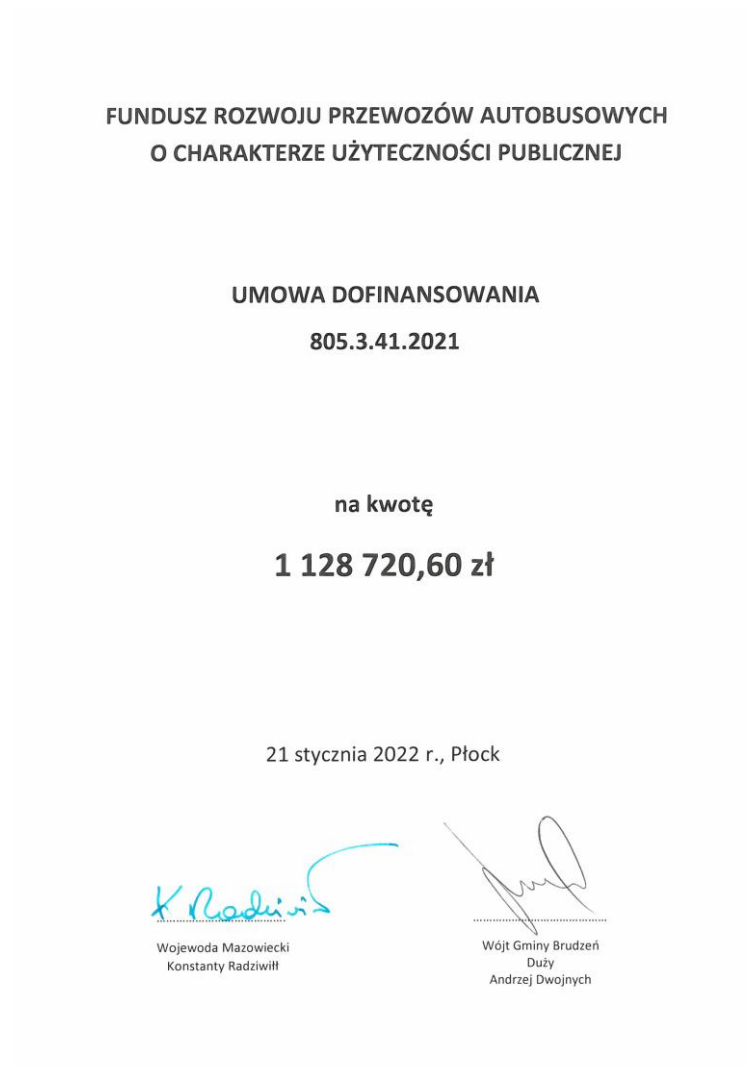 FUNDUSZ ROZWOJU PRZEWOZÓW AUTOBUSOWYCH
O CHARAKTERZE UŻYTECZNOŚCI PUBLICZNEJ
UMOWA DOFINANSOWANIA
805.3.41.2021
na kwotę
1 128 720,60 zł
21 stycznia 2022 r., Płock
K Radziwił
Wojewoda Mazowiecki
Konstanty Radziwiłł
Wójt Gminy Brudzeń
Duży
Andrzej Dwojnych